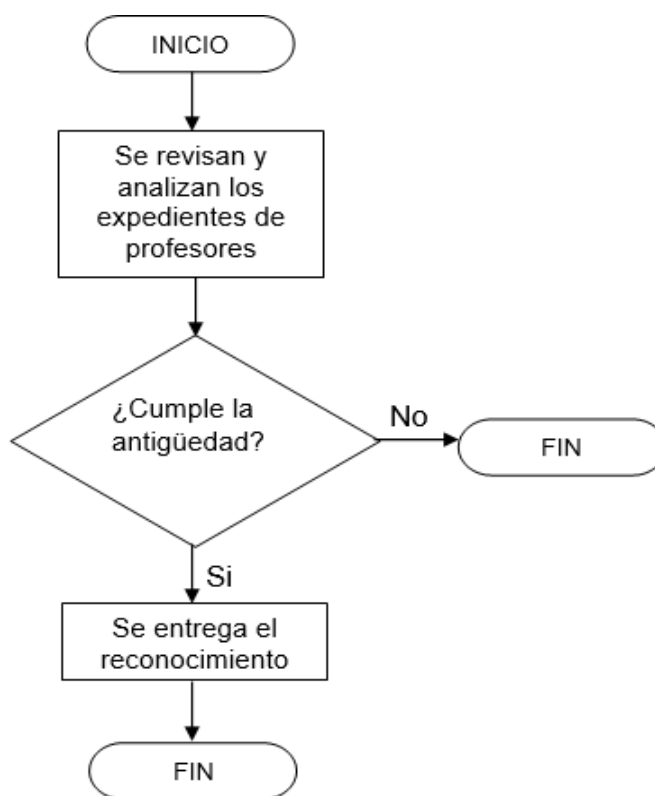 INICIO
Se revisan y
analizan los
expedientes de
profesores
¿Cumple la
antigüedad?
No
FIN
Si
Se entrega el
reconocimiento
FIN